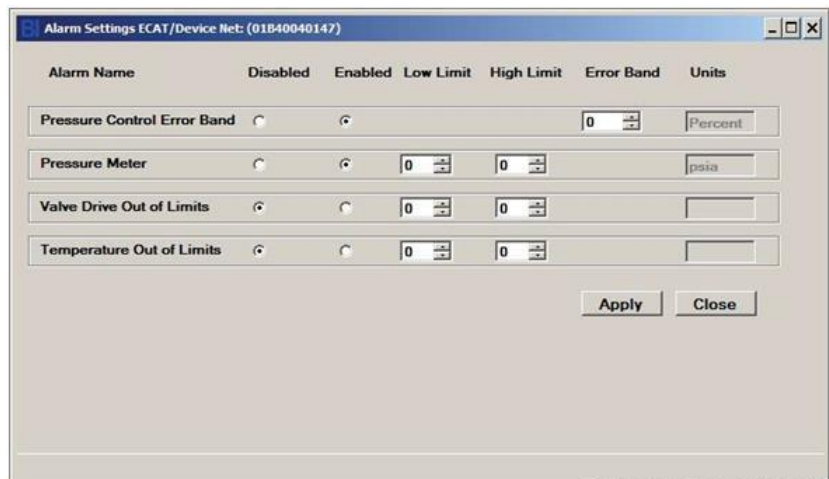 BI Alarm Settings ECAT/Device Net: (01B40040147)
Alarm Name Disabled Enabled Low Limit High Limit Error Band Units
Pressure Control Error Band 0 Percent
Pressure Meter 0 0 psia
Valve Drive Out of Limits 0 0
Temperature Out of Limits 0 0
Apply Close